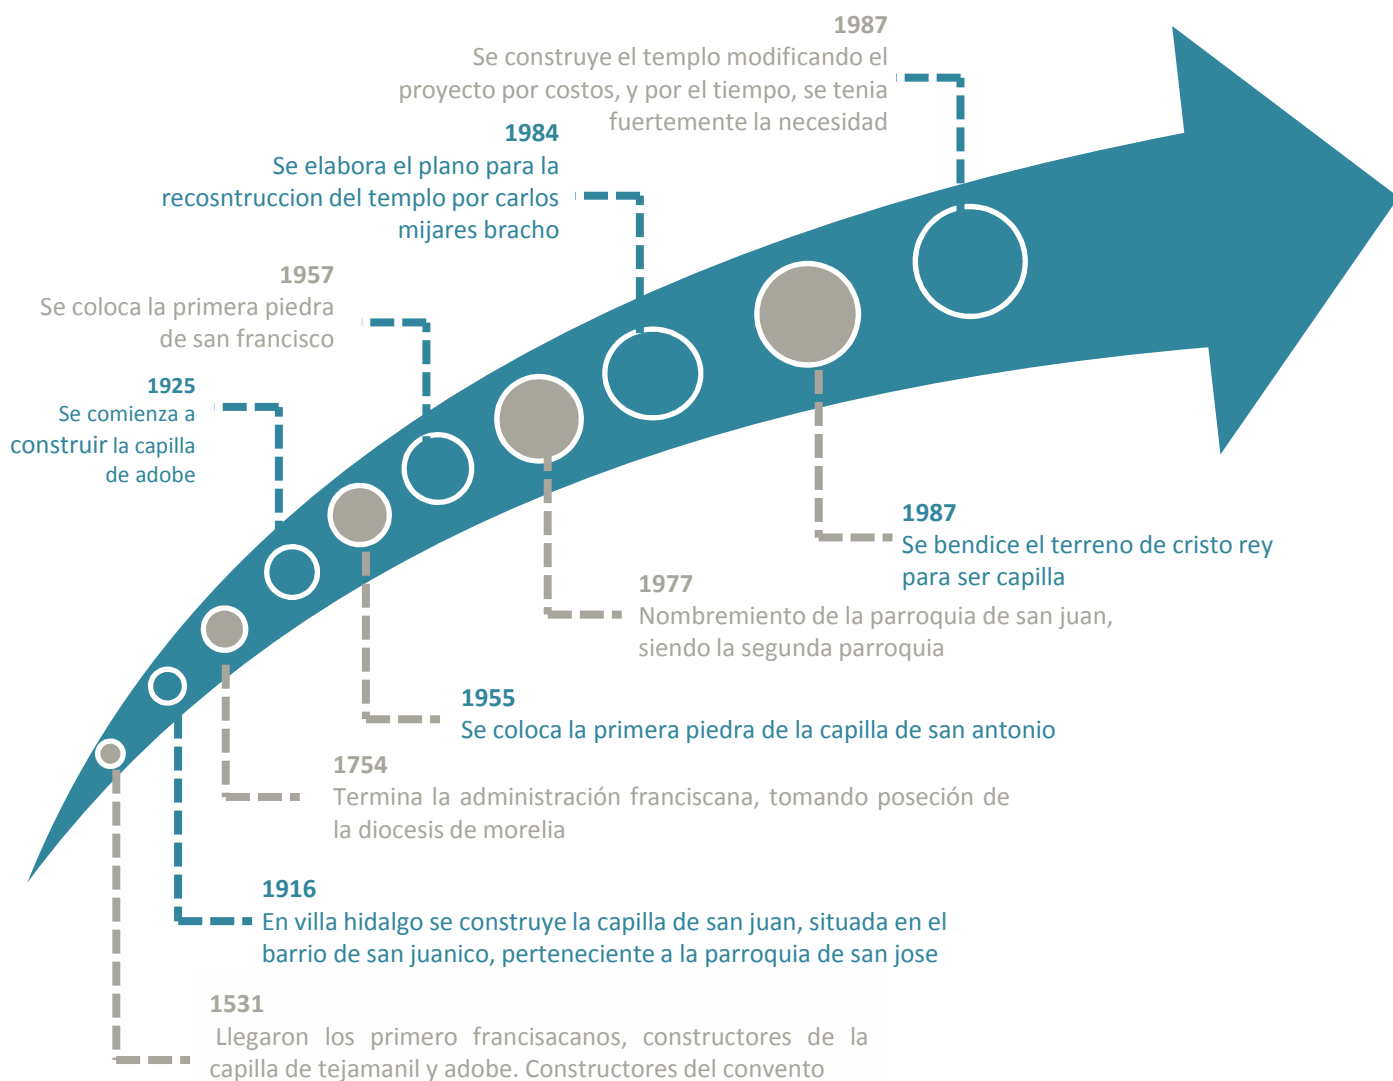 1987
Se construye el templo modificando el
proyecto por costos, y por el tiempo, se tenia
fuertemente la necesidad
1984
Se elabora el plano para la
recosntruccion del templo por carlos
mijares bracho
1957
Se coloca la primera piedra
de san francisco
1925
Se comienza a
construir la capilla
de adobe
1987
Se bendice el terreno de cristo rey
para ser capilla
1977
Nombremiento de la parroquia de san juan,
siendo la segunda parroquia
1955
Se coloca la primera piedra de la capilla de san antonio
1754
Termina la administración franciscana, tomando poseción de
la diocesis de morelia
1916
En villa hidalgo se construye la capilla de san juan, situada en el
barrio de san juanico, perteneciente a la parroquia de san jose
1531
Llegaron los primero francisacanos, constructores de la
capilla de tejamanil y adobe. Constructores del convento